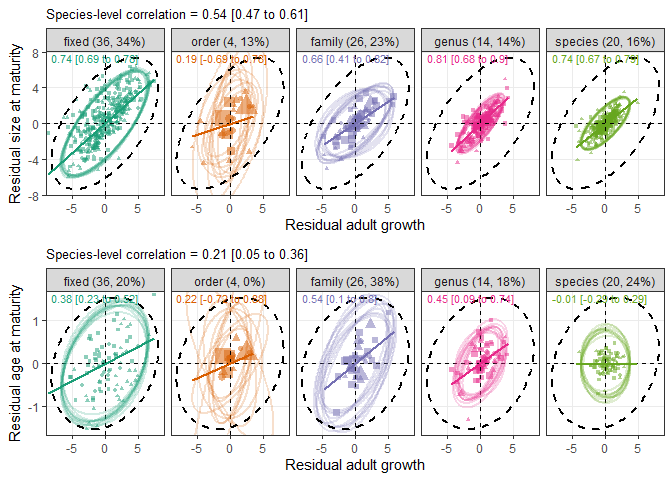 Species-level correlation = 0.54 [0.47 to 0.61]
fixed (36, 34%) order (4, 13%) family (26, 23%) genus (14, 14%) species (20, 16%)
0.74 [0.69 to 0.78] 0.19 [-0.69 to 0.78] 0.66 [0.41 to 0.82] 0.81 [0.68 to 0.9] 0.74 [0.67 to 0.79]
8
4
0
-4
-8
Residual size at maturity
-5 0 5 -5 0 5 -5 0 5 -5 0 5 -5 0 5
Residual adult growth
Species-level correlation = 0.21 [0.05 to 0.36]
fixed (36, 20%) order (4, 0%) family (26, 38%) genus (14, 18%) species (20, 24%)
0.38 [0.23 to 0.52] 0.22 [-0.79 to 0.88] 0.54 [0.1 to 0.8] 0.45 [0.09 to 0.74] -0.01 [-0.29 to 0.29]
1
0
-1
Residual age at maturity
-5 0 5 -5 0 5 -5 0 5 -5 0 5 -5 0 5
Residual adult growth